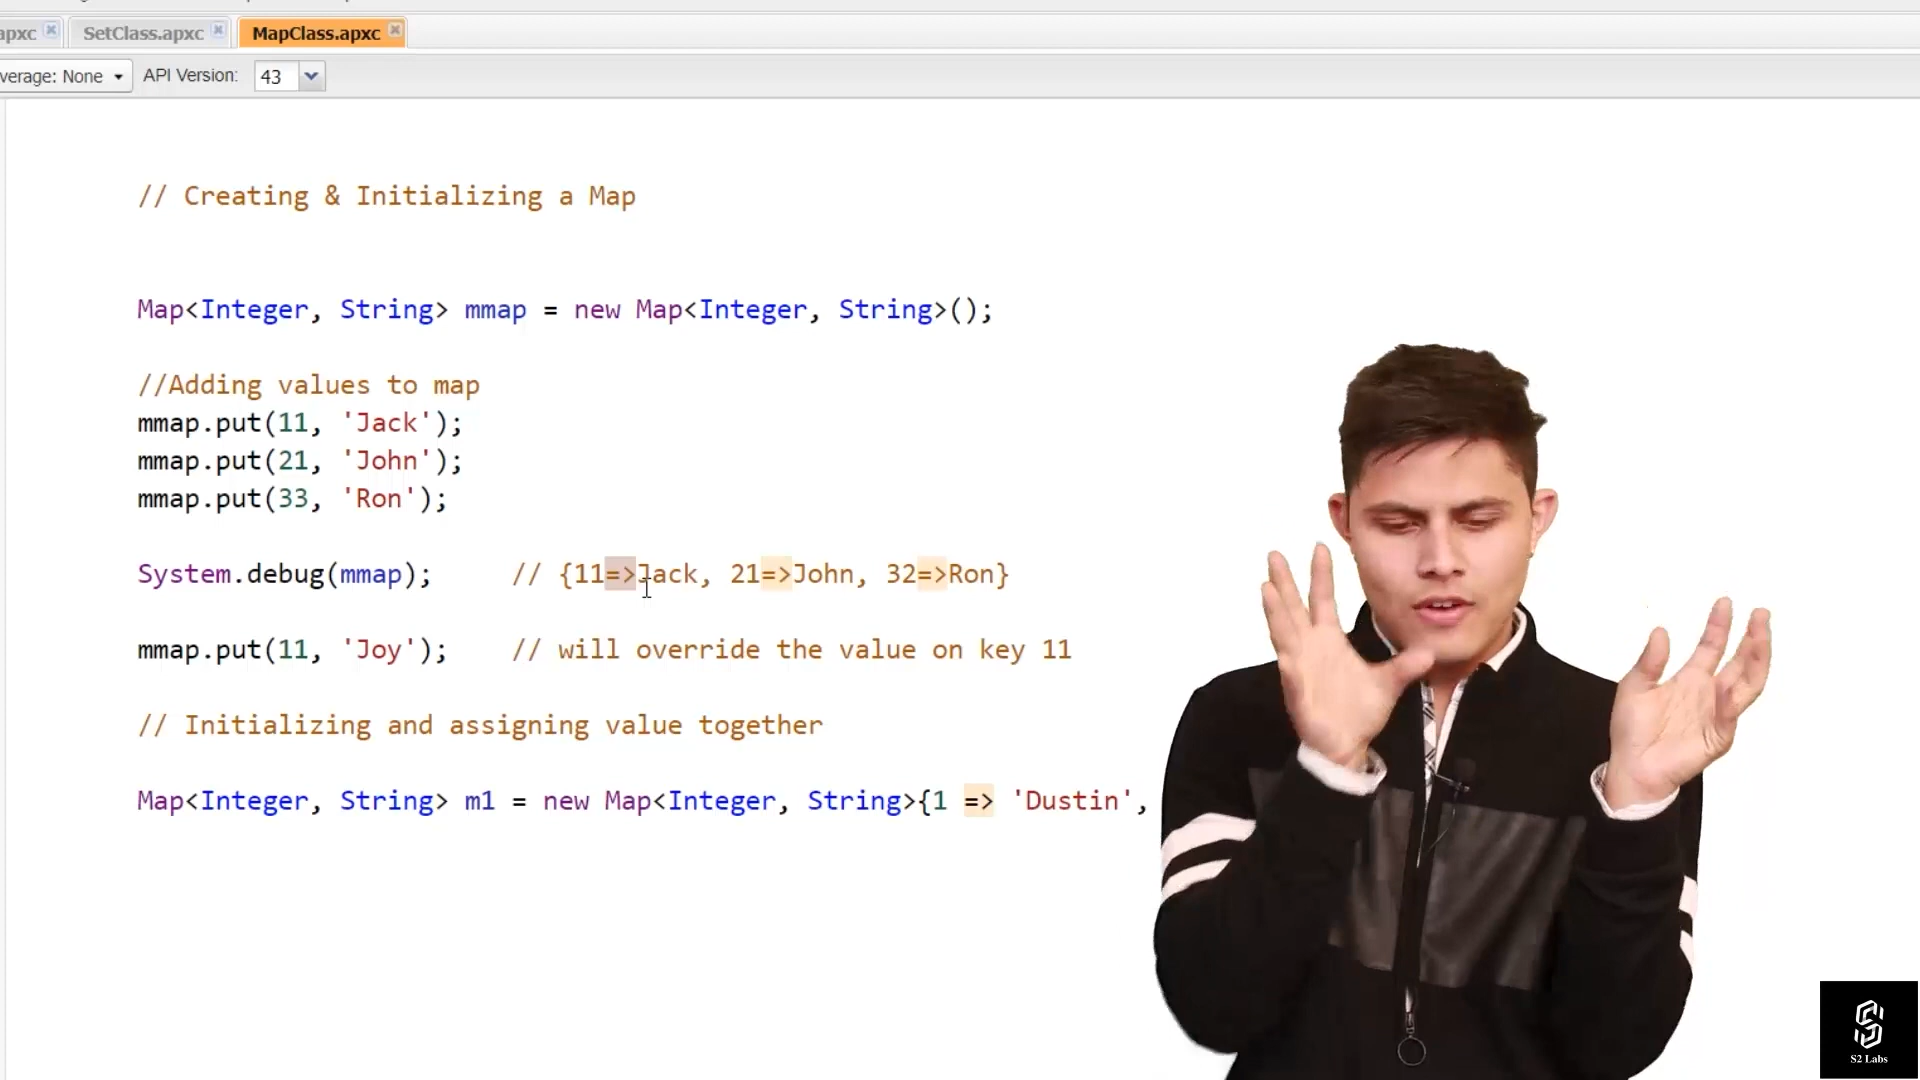 apxc
SetClass.apxc
MapClass.apxc
verage: None
API Version: 43
// Creating & Initializing a Map
Map<Integer, String> mmap = new Map<Integer, String>();
//Adding values to map
mmap.put(11, 'Jack');
mmap.put(21, 'John');
mmap.put(33, 'Ron');
System.debug(mmap); // {11=>Jack, 21=>John, 32=>Ron}
mmap.put(11, 'Joy'); // will override the value on key 11
// Initializing and assigning value together
Map<Integer, String> m1 = new Map<Integer, String>{1 => 'Dustin',
S2 Labs